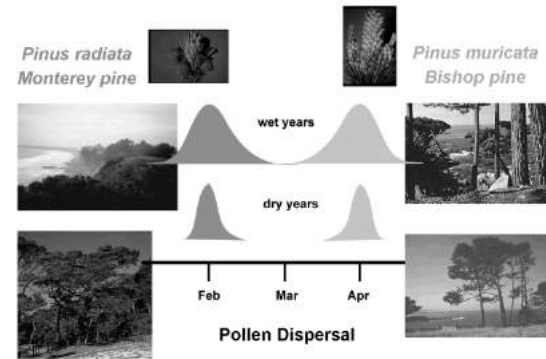 Pinus radiata
Monterey pine
Pinus muricata
Bishop pine
wet years
dry years
Feb
Mar
Apr
Pollen Dispersal